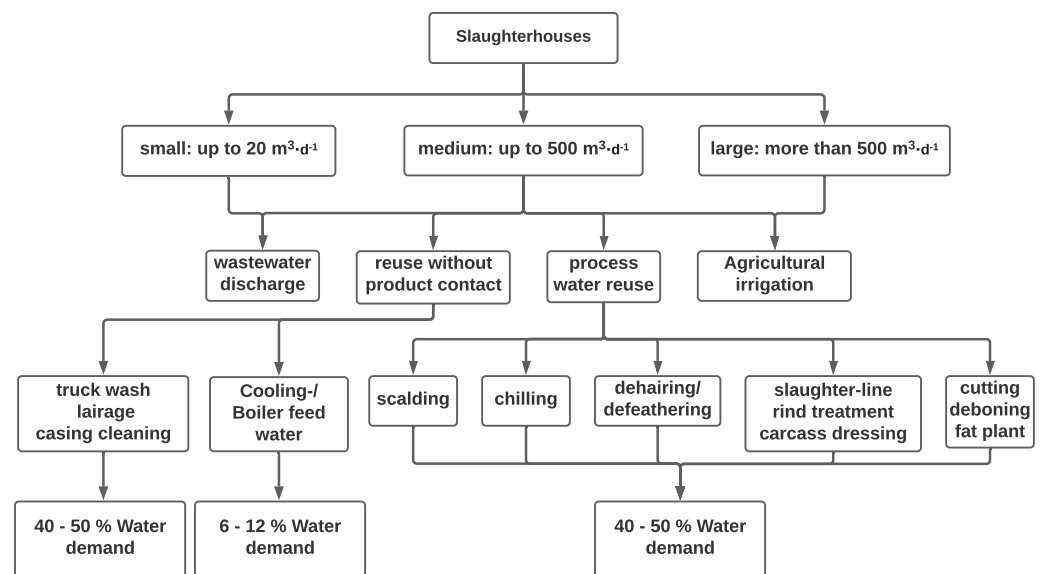 Slaughterhouses
small: up to 20 m³·d⁻¹
medium: up to 500 m³·d⁻¹
large: more than 500 m³·d⁻¹
wastewater
discharge
reuse without
product contact
process
water reuse
Agricultural
irrigation
truck wash
lairage
casing cleaning
Cooling-/
Boiler feed
water
scalding
chilling
dehairing/
defeathering
slaughter-line
rind treatment
carcass dressing
cutting
deboning
fat plant
40 - 50 % Water
demand
6 - 12 % Water
demand
40 - 50 % Water
demand